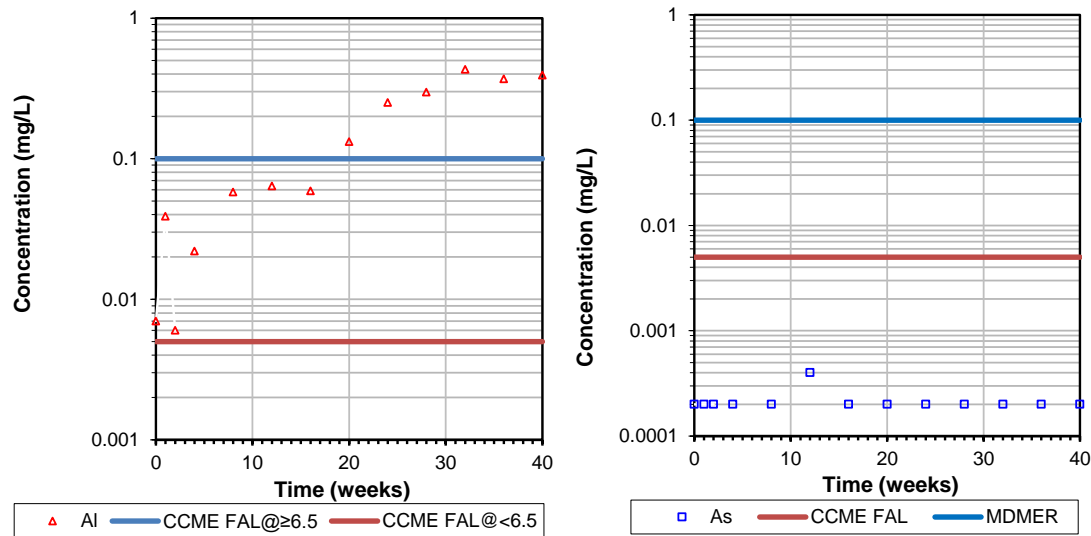 Concentration (mg/L)
1
0.1
0.01
0.001
0 10 20 30 40
Time (weeks)
Al CCME FAL@≥6.5 CCME FAL@<6.5
Concentration (mg/L)
1
0.1
0.01
0.001
0.0001
0 10 20 30 40
Time (weeks)
As CCME FAL MDMER